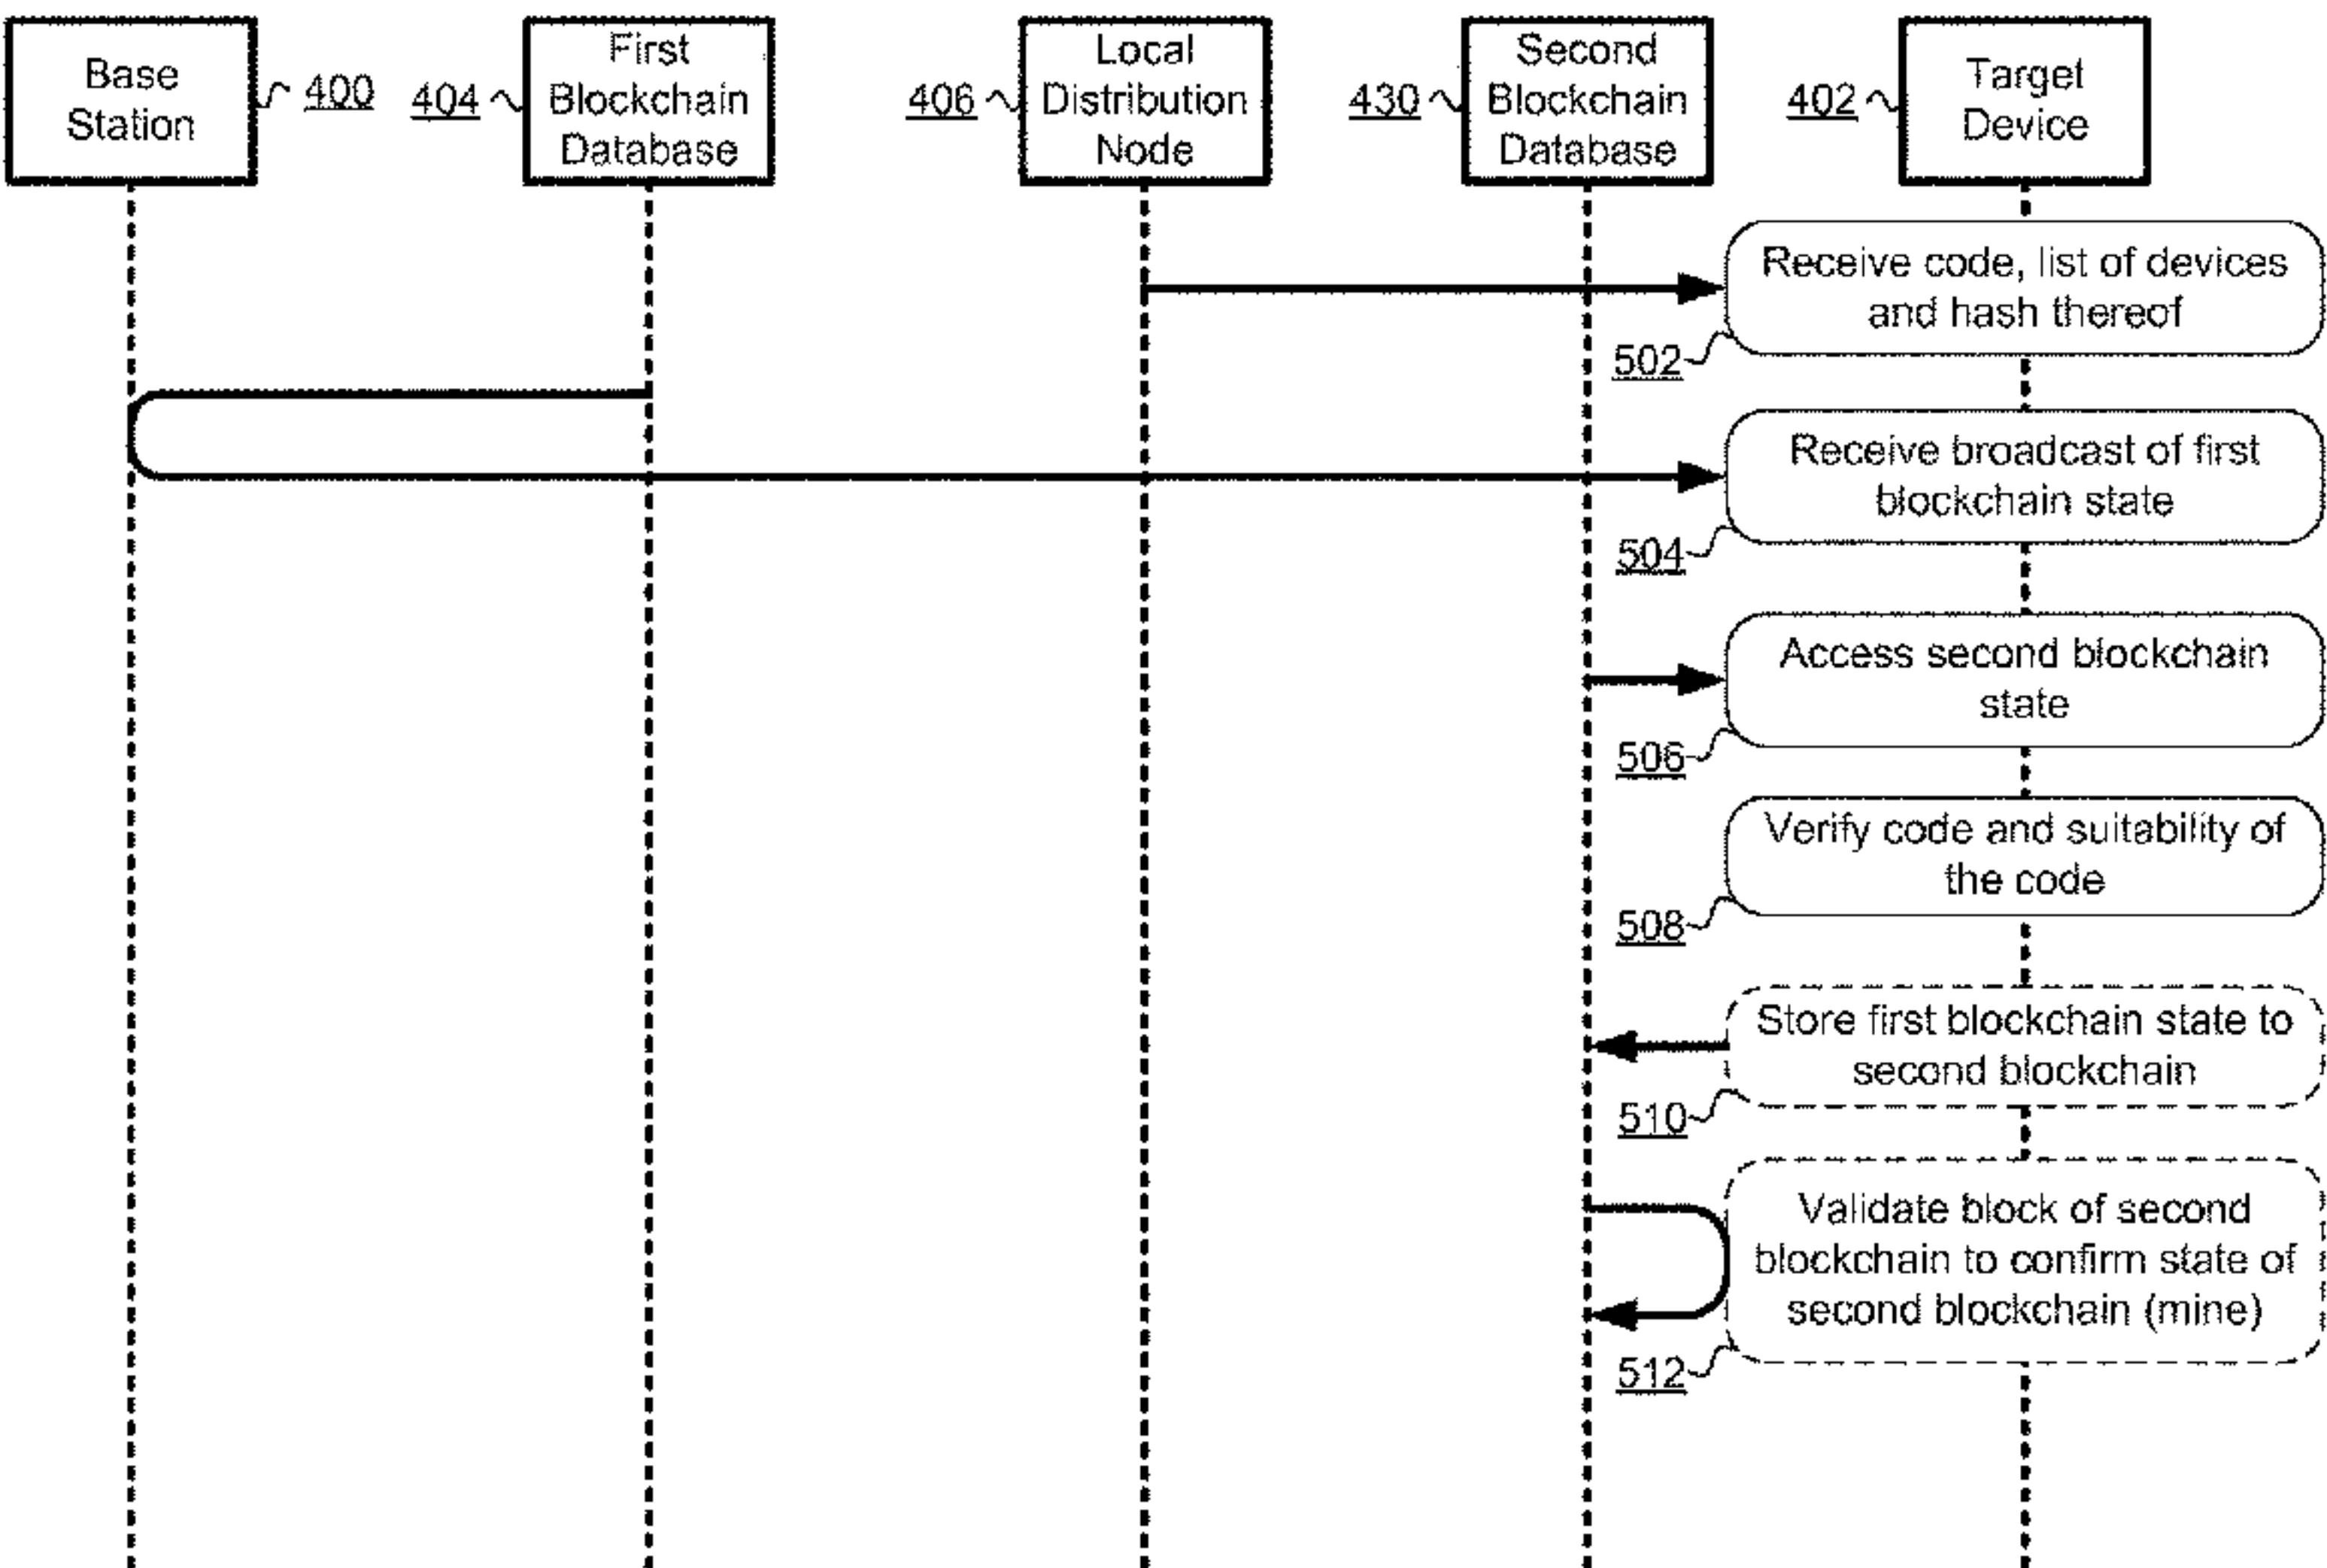 Base
Station
400
404
First
Blockchain
Database
406
Local
Distribution
Node
430
Second
Blockchain
Database
402
Target
Device
Receive code, list of devices
and hash thereof
502
Receive broadcast of first
blockchain state
504
Access second blockchain
state
506
Verify code and suitability of
the code
508
Store first blockchain state to
second blockchain
510
Validate block of second
blockchain to confirm state of
second blockchain (mine)
512